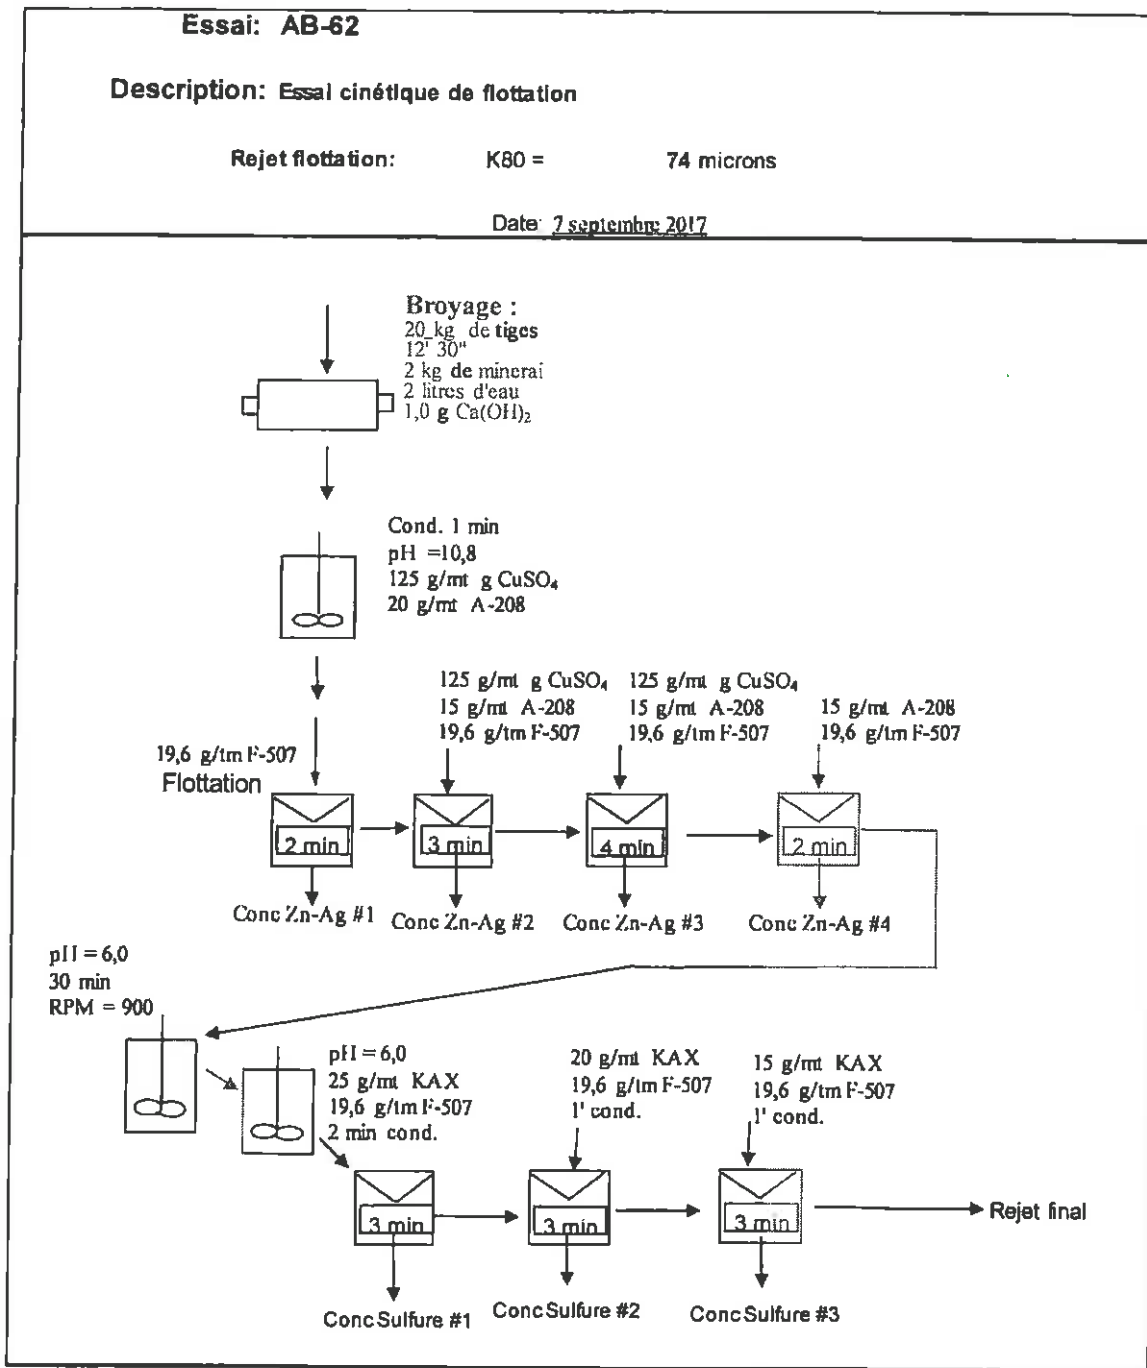 Essai: AB-62
Description: Essai cinétique de flottation
Rejet flottation: K80 = 74 microns
Date: 7 septembre 2017
Broyage :
20 kg de tiges
12' 30"
2 kg de minerai
2 litres d'eau
1,0 g Ca(OH)₂
Cond. 1 min
pH =10,8
125 g/mt g CuSO₄
20 g/mt A-208
19,6 g/tm F-507
Flottation
125 g/mt g CuSO₄
15 g/mt A-208
19,6 g/tm F-507
125 g/mt g CuSO₄
15 g/mt A-208
19,6 g/tm F-507
15 g/mt A-208
19,6 g/tm F-507
2 min
3 min
4 min
2 min
Conc Zn-Ag #1
Conc Zn-Ag #2
Conc Zn-Ag #3
Conc Zn-Ag #4
pH = 6,0
30 min
RPM = 900
pH = 6,0
25 g/mt KAX
19,6 g/tm F-507
2 min cond.
20 g/mt KAX
19,6 g/tm F-507
1' cond.
15 g/mt KAX
19,6 g/tm F-507
1' cond.
3 min
3 min
3 min
Rejet final
Conc Sulfure #1
Conc Sulfure #2
Conc Sulfure #3